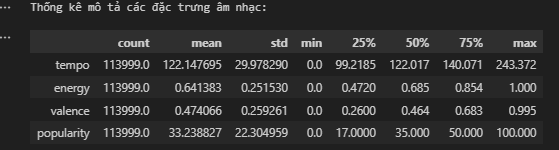 ... Thống kê mô tả các đặc trưng âm nhạc:
...
count mean std min 25% 50% 75% max
tempo 113999.0 122.147695 29.978290 0.0 99.2185 122.017 140.071 243.372
energy 113999.0 0.641383 0.251530 0.0 0.4720 0.685 0.854 1.000
valence 113999.0 0.474066 0.259261 0.0 0.2600 0.464 0.683 0.995
popularity 113999.0 33.238827 22.304959 0.0 17.0000 35.000 50.000 100.000